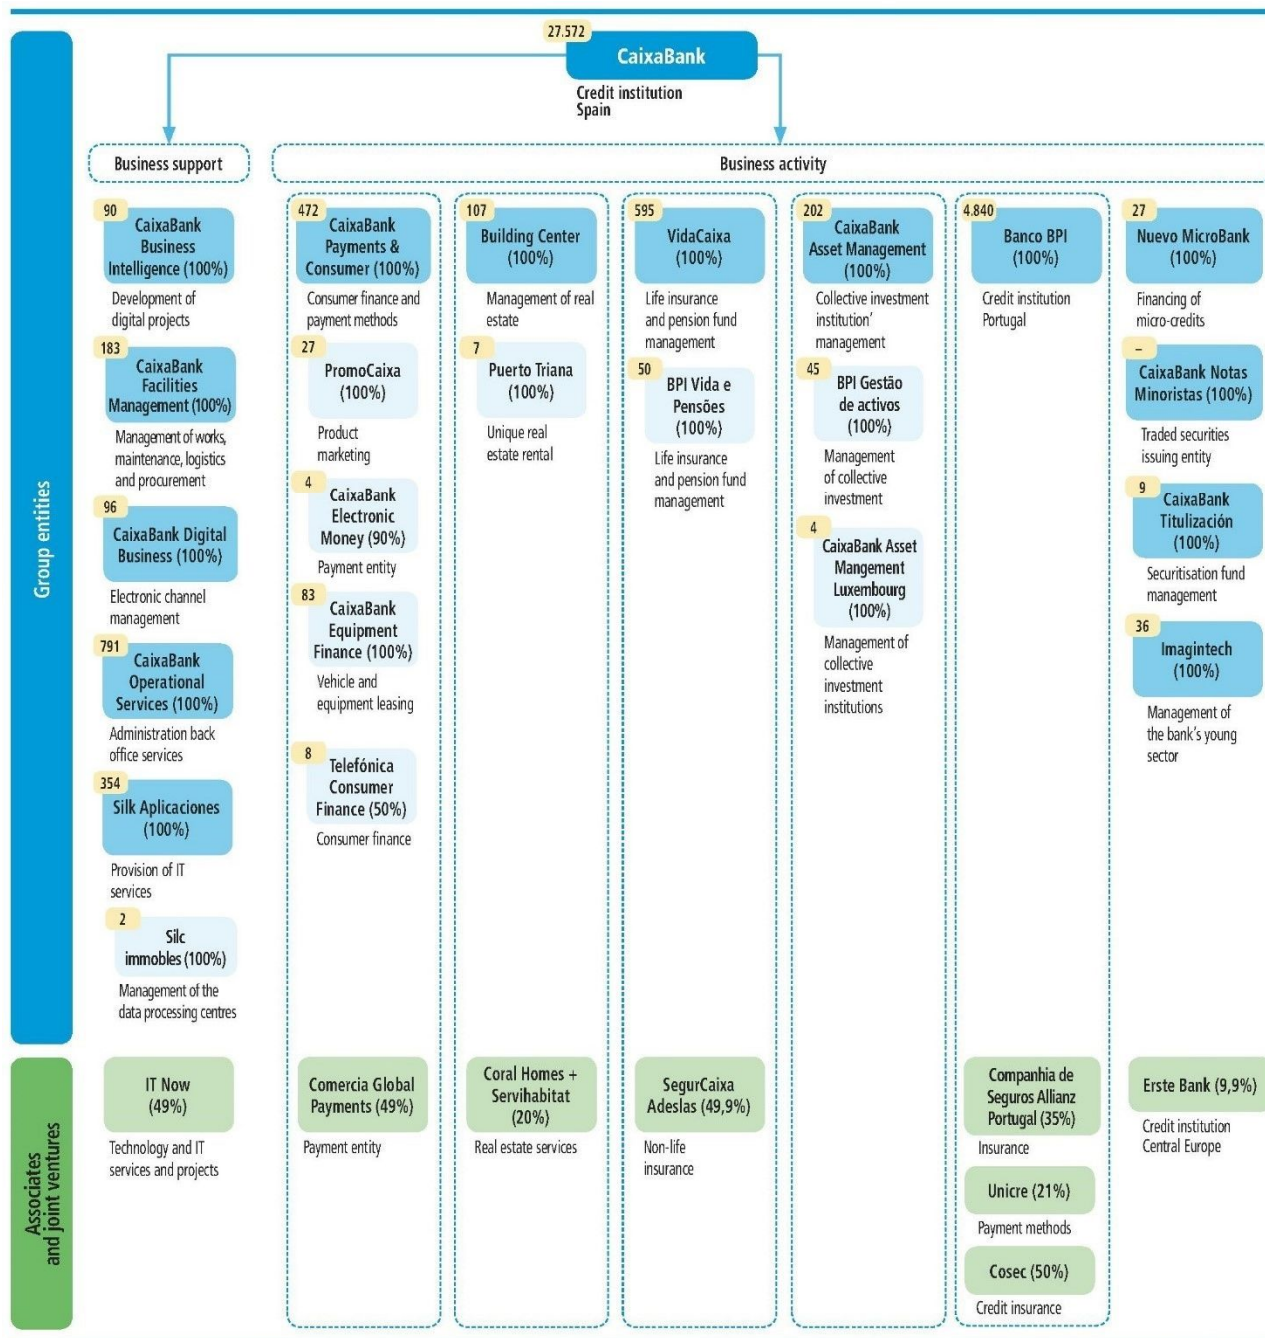 27.572
CaixaBank
Credit institution
Spain
Business support
Business activity
Group entities
90
CaixaBank
Business
Intelligence (100%)
Development of
digital projects
183
CaixaBank
Facilities
Management (100%)
Management of works,
maintenance, logistics
and procurement
96
CaixaBank Digital
Business (100%)
Electronic channel
management
791
CaixaBank
Operational
Services (100%)
Administration back
office services
354
Silk Aplicaciones
(100%)
Provision of IT
services
2
Silc
immobles (100%)
Management of the
data processing centres
472
CaixaBank
Payments &
Consumer (100%)
Consumer finance and
payment methods
27
PromoCaixa
(100%)
Product
marketing
4
CaixaBank
Electronic
Money (90%)
Payment entity
83
CaixaBank
Equipment
Finance (100%)
Vehicle and
equipment leasing
8
Telefónica
Consumer
Finance (50%)
Consumer finance
107
Building Center
(100%)
Management of real
estate
7
Puerto Triana
(100%)
Unique real
estate rental
595
VidaCaixa
(100%)
Life insurance
and pension fund
management
50
BPI Vida e
Pensões
(100%)
Life insurance
and pension fund
management
202
CaixaBank
Asset Management
(100%)
Collective investment
institution’
management
45
BPI Gestão
de activos
(100%)
Management
of collective
investment
4
CaixaBank Asset
Mangement
Luxembourg
(100%)
Management of
collective
investment
institutions
4.840
Banco BPI
(100%)
Credit institution
Portugal
27
Nuevo MicroBank
(100%)
Financing of
micro-credits
–
CaixaBank Notas
Minoristas (100%)
Traded securities
issuing entity
9
CaixaBank
Titulización
(100%)
Securitisation fund
management
36
Imagintech
(100%)
Management of
the bank’s young
sector
Associates
and joint ventures
IT Now
(49%)
Technology and IT
services and projects
Comercia Global
Payments (49%)
Payment entity
Coral Homes +
Servihabitat
(20%)
Real estate services
SegurCaixa
Adeslas (49,9%)
Non-life
insurance
Companhia de
Seguros Allianz
Portugal (35%)
Insurance
Unicre (21%)
Payment methods
Cosec (50%)
Credit insurance
Erste Bank (9,9%)
Credit institution
Central Europe